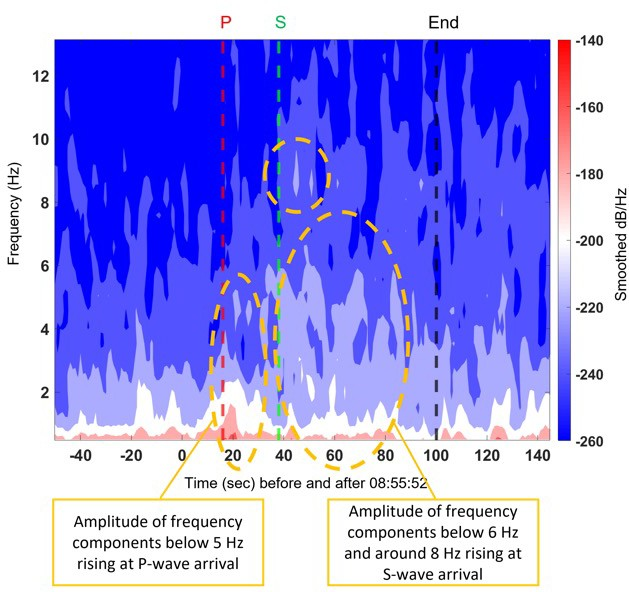 P
S
End
12
10
8
6
4
2
Frequency (Hz)
-40
-20
0
20
40
60
80
100
120
140
Time (sec) before and after 08:55:52
-140
-160
-180
-200
-220
-240
-260
Smoothed dB/Hz
Amplitude of frequency
components below 5 Hz
rising at P-wave arrival
Amplitude of frequency
components below 6 Hz
and around 8 Hz rising at
S-wave arrival